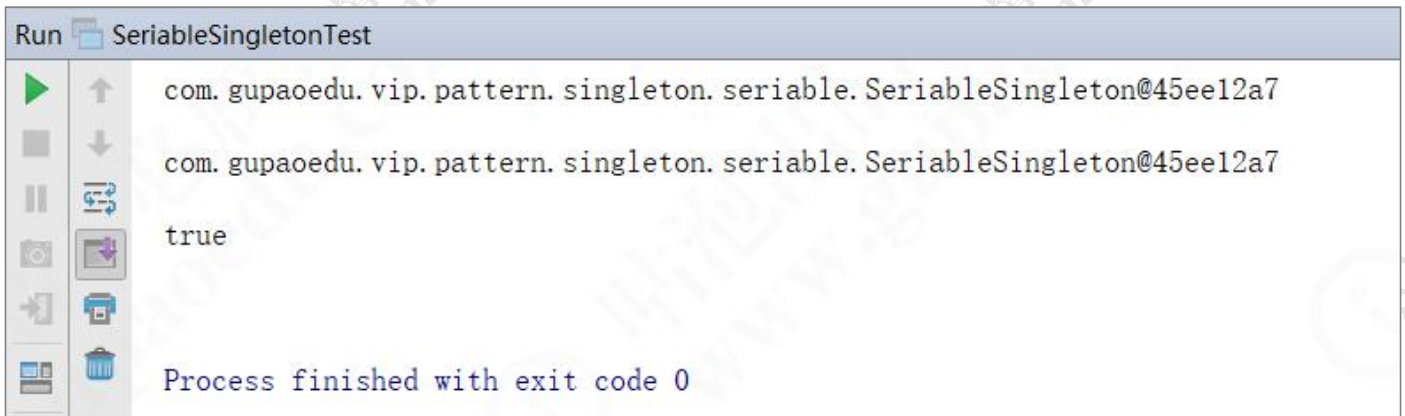 Run SeriableSingletonTest
com.gupaoedu.vip.pattern.singleton.seriable.SeriableSingleton@45ee12a7
com.gupaoedu.vip.pattern.singleton.seriable.SeriableSingleton@45ee12a7
true
Process finished with exit code 0